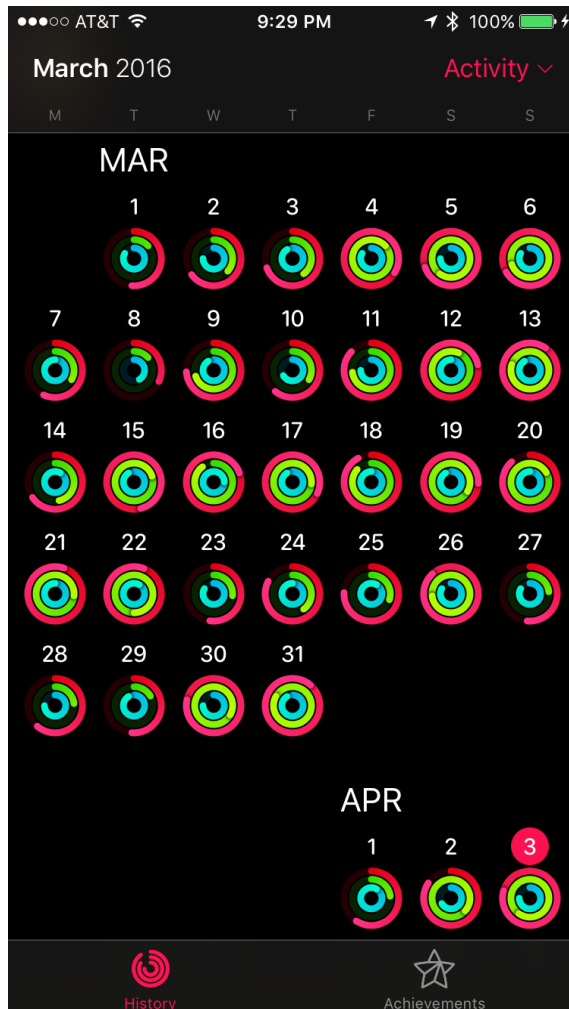 AT&T 9:29 PM 100%
March 2016 Activity
M T W T F S S
MAR
1 2 3 4 5 6
7 8 9 10 11 12 13
14 15 16 17 18 19 20
21 22 23 24 25 26 27
28 29 30 31
APR
1 2 3
History Achievements